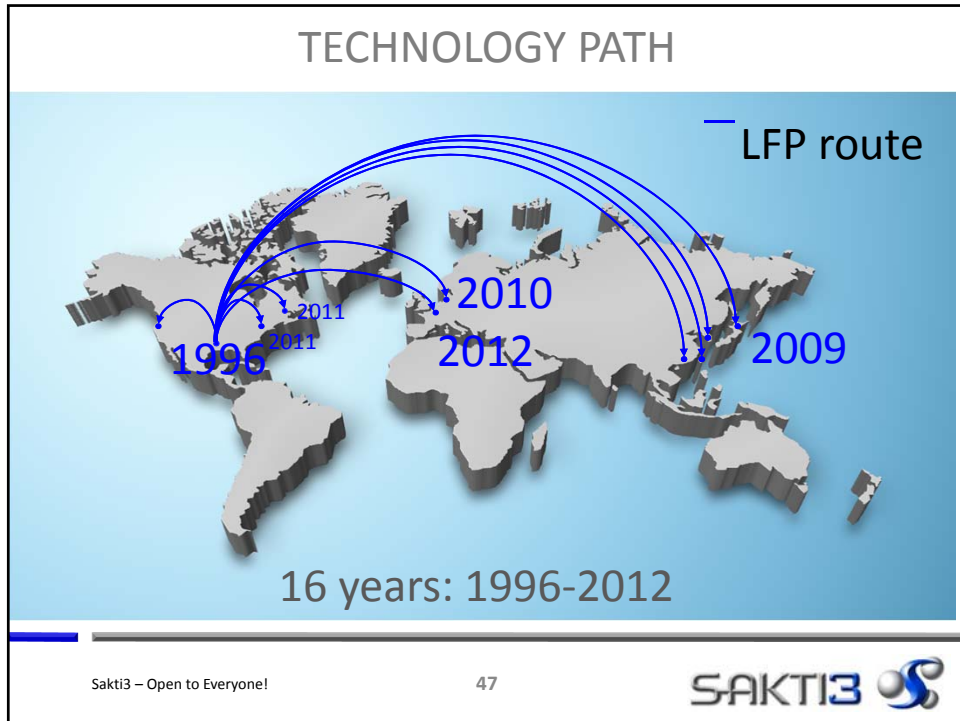 TECHNOLOGY PATH
LFP route
2010
2011
2011
1996
2012
2009
16 years: 1996-2012
Sakti3 – Open to Everyone!
47
SAKTI3